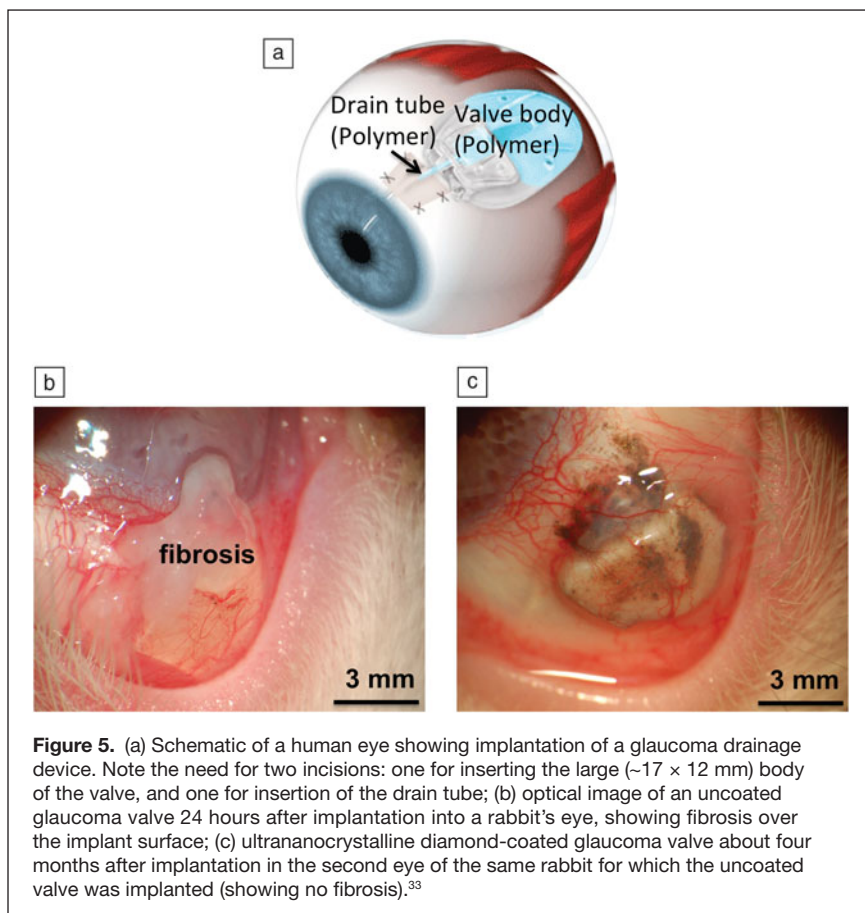 a
Drain tube
(Polymer)
Valve body
(Polymer)
b
c
fibrosis
3 mm
3 mm
Figure 5. (a) Schematic of a human eye showing implantation of a glaucoma drainage
device. Note the need for two incisions: one for inserting the large (~17 × 12 mm) body
of the valve, and one for insertion of the drain tube; (b) optical image of an uncoated
glaucoma valve 24 hours after implantation into a rabbit’s eye, showing fibrosis over
the implant surface; (c) ultrananocrystalline diamond-coated glaucoma valve about four
months after implantation in the second eye of the same rabbit for which the uncoated
valve was implanted (showing no fibrosis).33